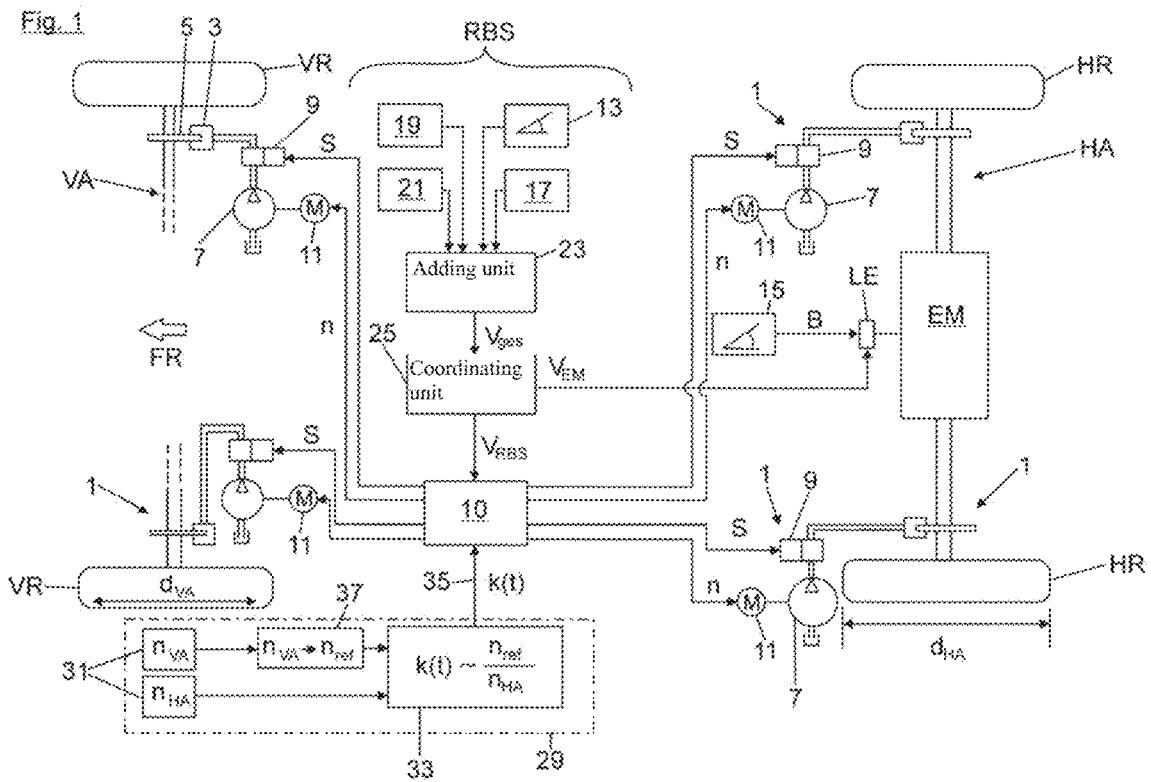 Fig. 1
5
3
VR
RBS
HR
9
19
13
1
S
S
9
HA
VA
21
17
7
M
M
7
11
11
23
Adding unit
n
n
15
LE
V_ges
B
EM
FR
25
Coordinating
unit
V_EM
S
V_RBS
1
1
1
9
M
10
11
S
VR
d_VA
35
k(t)
n
M
HR
37
11
7
d_HA
31
n_VA
n_VA → n_ref
k(t) ~ n_ref
n_HA
n_HA
33
29